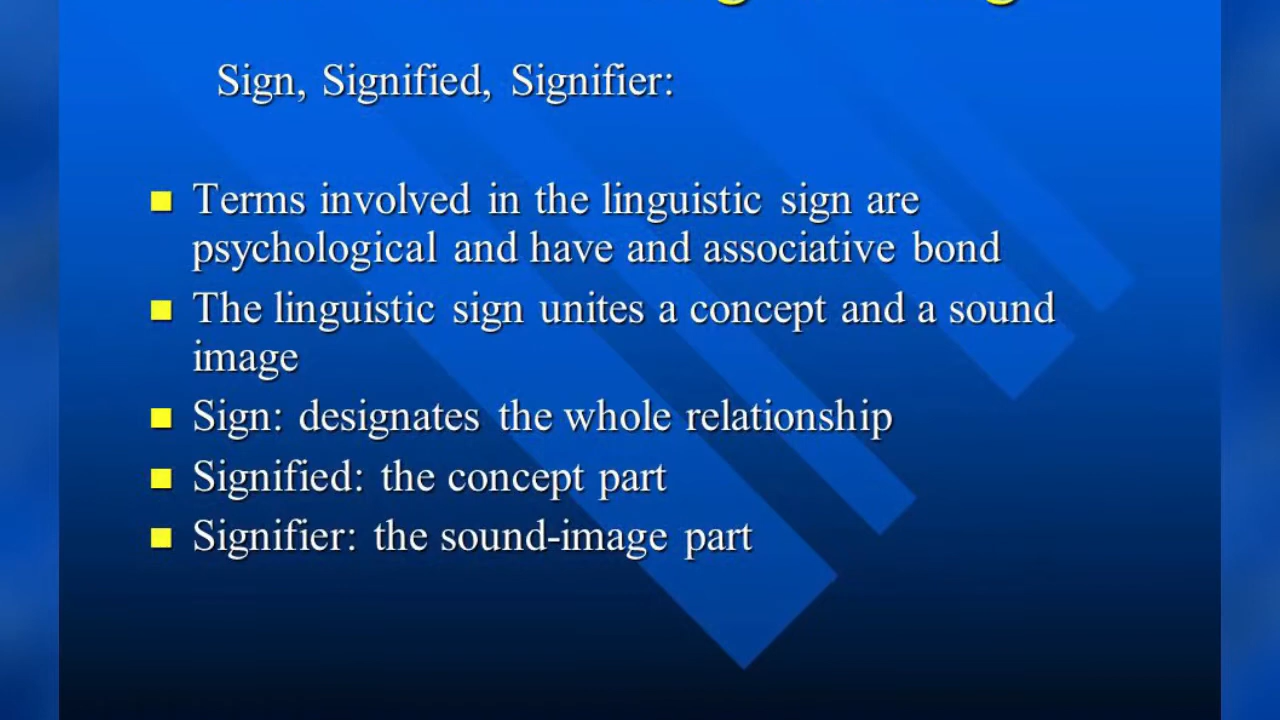 Sign, Signified, Signifier:
Terms involved in the linguistic sign are
psychological and have and associative bond
The linguistic sign unites a concept and a sound
image
Sign: designates the whole relationship
Signified: the concept part
Signifier: the sound-image part